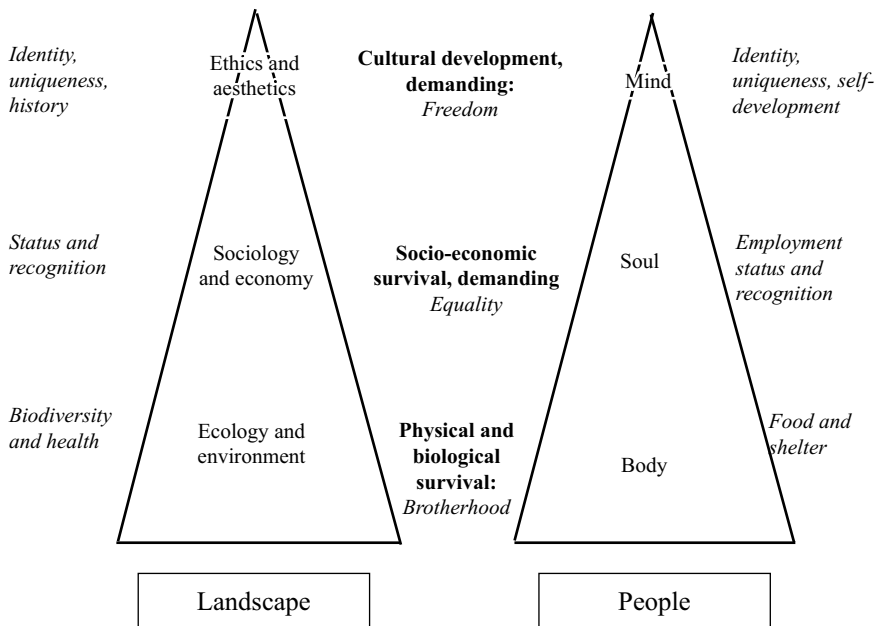 Identity,
uniqueness,
history
Ethics and
aesthetics
Cultural development,
demanding:
Freedom
Mind
Identity,
uniqueness, self-
development
Status and
recognition
Sociology
and economy
Socio-economic
survival, demanding
Equality
Soul
Employment
status and
recognition
Biodiversity
and health
Ecology and
environment
Physical and
biological
survival:
Brotherhood
Body
Food and
shelter
Landscape
People